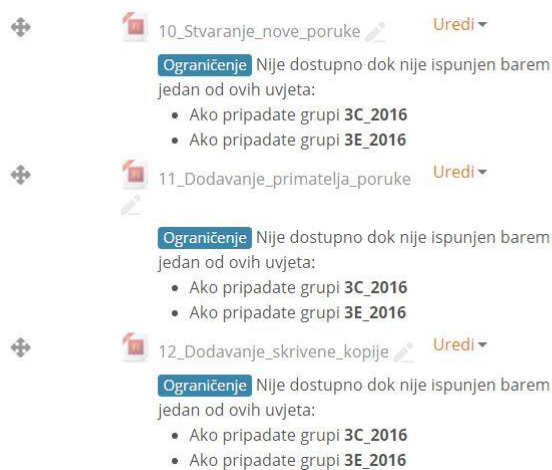 10_Stvaranje_nove_poruke Uredi
Ograničenje Nije dostupno dok nije ispunjen barem
jedan od ovih uvjeta:
• Ako pripadate grupi 3C_2016
• Ako pripadate grupi 3E_2016
11_Dodavanje_primatelja_poruke Uredi
Ograničenje Nije dostupno dok nije ispunjen barem
jedan od ovih uvjeta:
• Ako pripadate grupi 3C_2016
• Ako pripadate grupi 3E_2016
12_Dodavanje_skrivene_kopije Uredi
Ograničenje Nije dostupno dok nije ispunjen barem
jedan od ovih uvjeta:
• Ako pripadate grupi 3C_2016
• Ako pripadate grupi 3E_2016